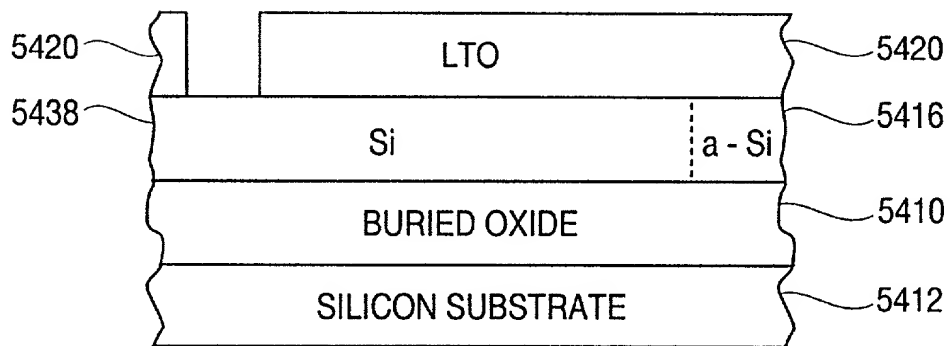 5420
LTO
5420
5438
Si
a - Si
5416
BURIED OXIDE
5410
SILICON SUBSTRATE
5412